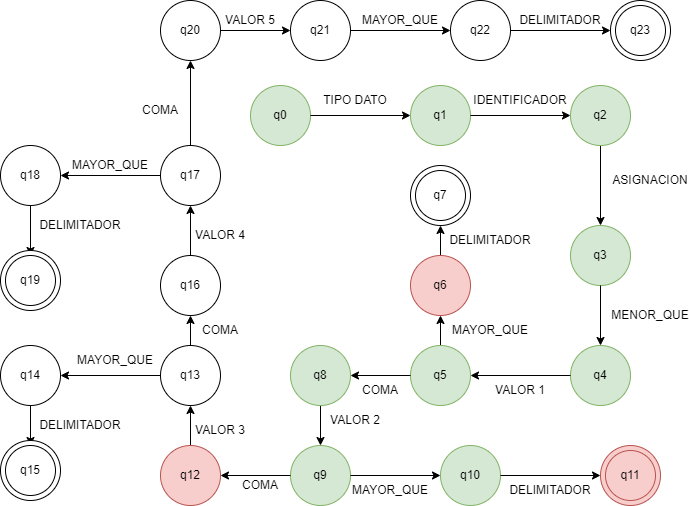 q20
VALOR 5
q21
MAYOR_QUE
q22
DELIMITADOR
q23
COMA
q0
TIPO DATO
q1
IDENTIFICADOR
q2
q18
MAYOR_QUE
q17
ASIGNACION
q7
DELIMITADOR
VALOR 4
DELIMITADOR
q3
q19
q16
q6
MENOR_QUE
COMA
MAYOR_QUE
q14
MAYOR_QUE
q13
q8
COMA
q5
VALOR 1
q4
DELIMITADOR
VALOR 3
VALOR 2
q15
q12
COMA
q9
MAYOR_QUE
q10
DELIMITADOR
q11